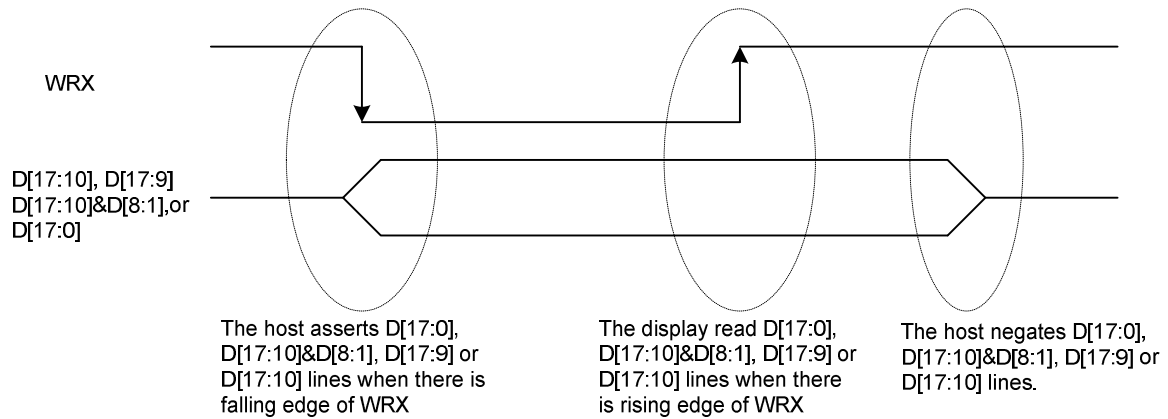 WRX
D[17:10], D[17:9]
D[17:10]&D[8:1],or
D[17:0]
The host asserts D[17:0],
D[17:10]&D[8:1], D[17:9] or
D[17:10] lines when there is
falling edge of WRX
The display read D[17:0],
D[17:10]&D[8:1], D[17:9] or
D[17:10] lines when there
is rising edge of WRX
The host negates D[17:0],
D[17:10]&D[8:1], D[17:9] or
D[17:10] lines.